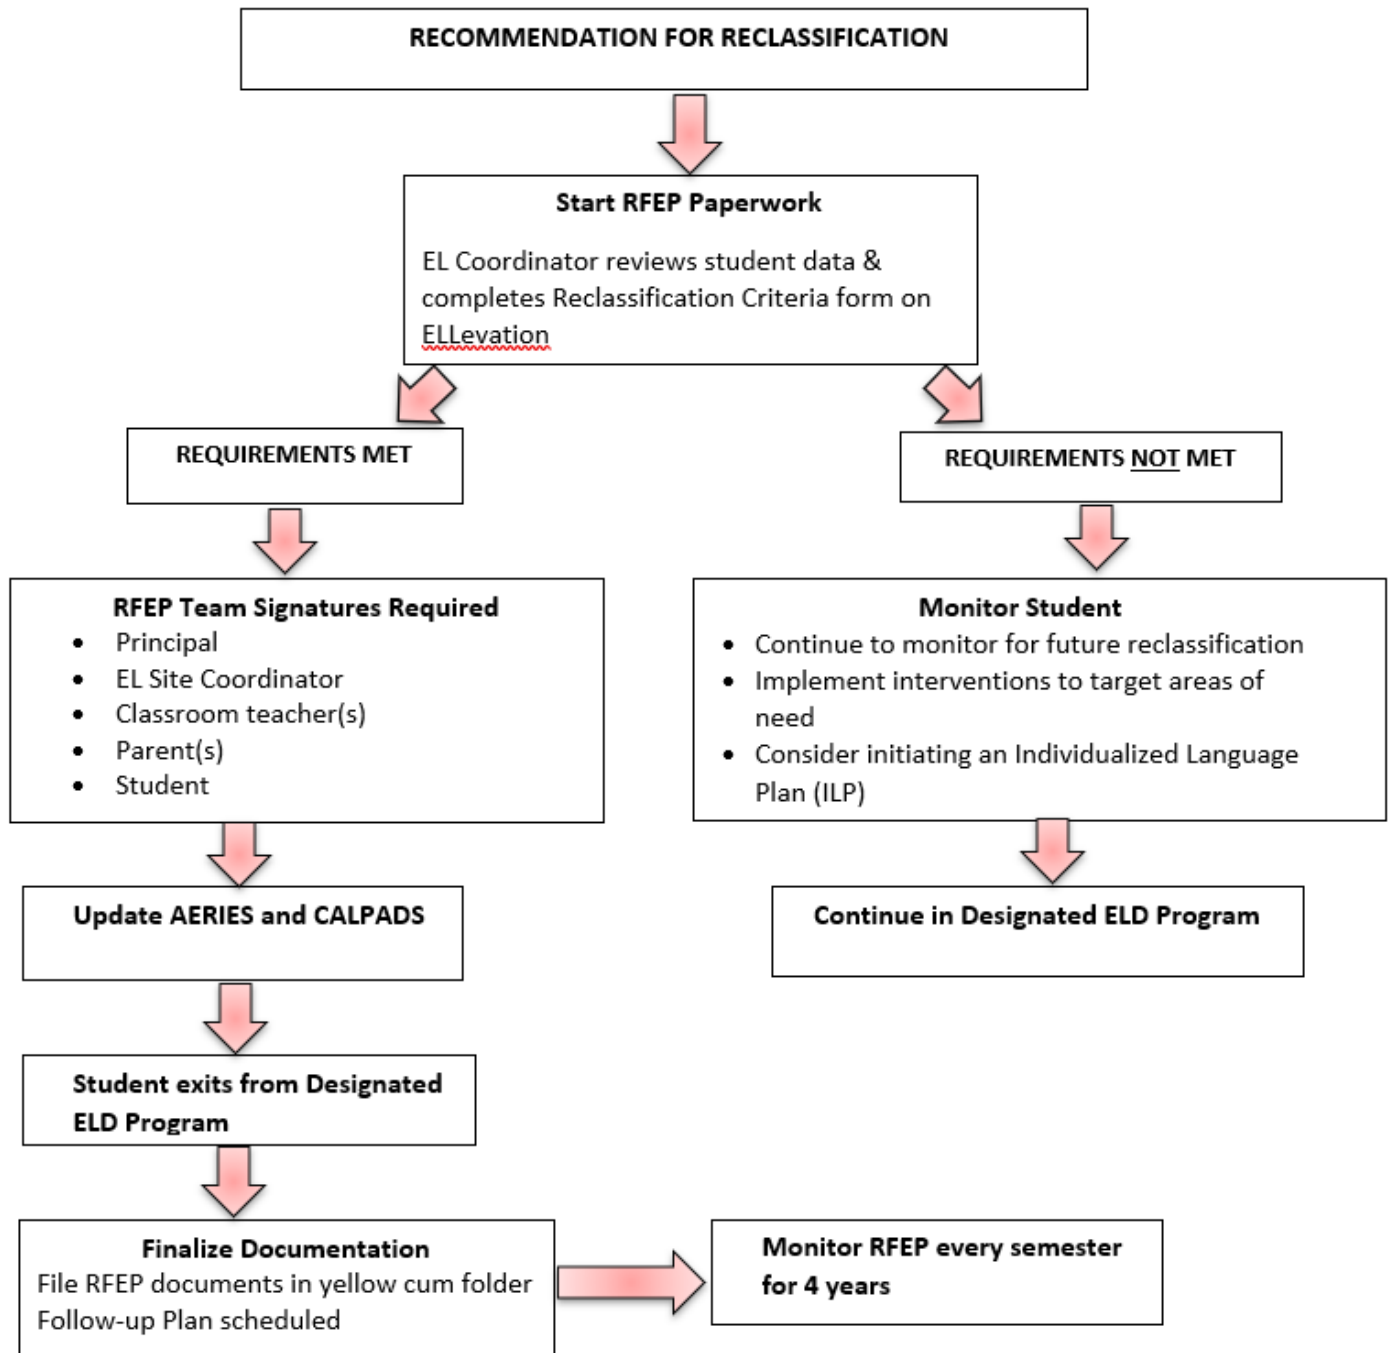 RECOMMENDATION FOR RECLASSIFICATION
Start RFEP Paperwork
EL Coordinator reviews student data &
completes Reclassification Criteria form on
ELLevation
REQUIREMENTS MET
REQUIREMENTS NOT MET
RFEP Team Signatures Required
• Principal
• EL Site Coordinator
• Classroom teacher(s)
• Parent(s)
• Student
Monitor Student
• Continue to monitor for future reclassification
• Implement interventions to target areas of
need
• Consider initiating an Individualized Language
Plan (ILP)
Update AERIES and CALPADS
Continue in Designated ELD Program
Student exits from Designated
ELD Program
Finalize Documentation
File RFEP documents in yellow cum folder
Follow-up Plan scheduled
Monitor RFEP every semester
for 4 years